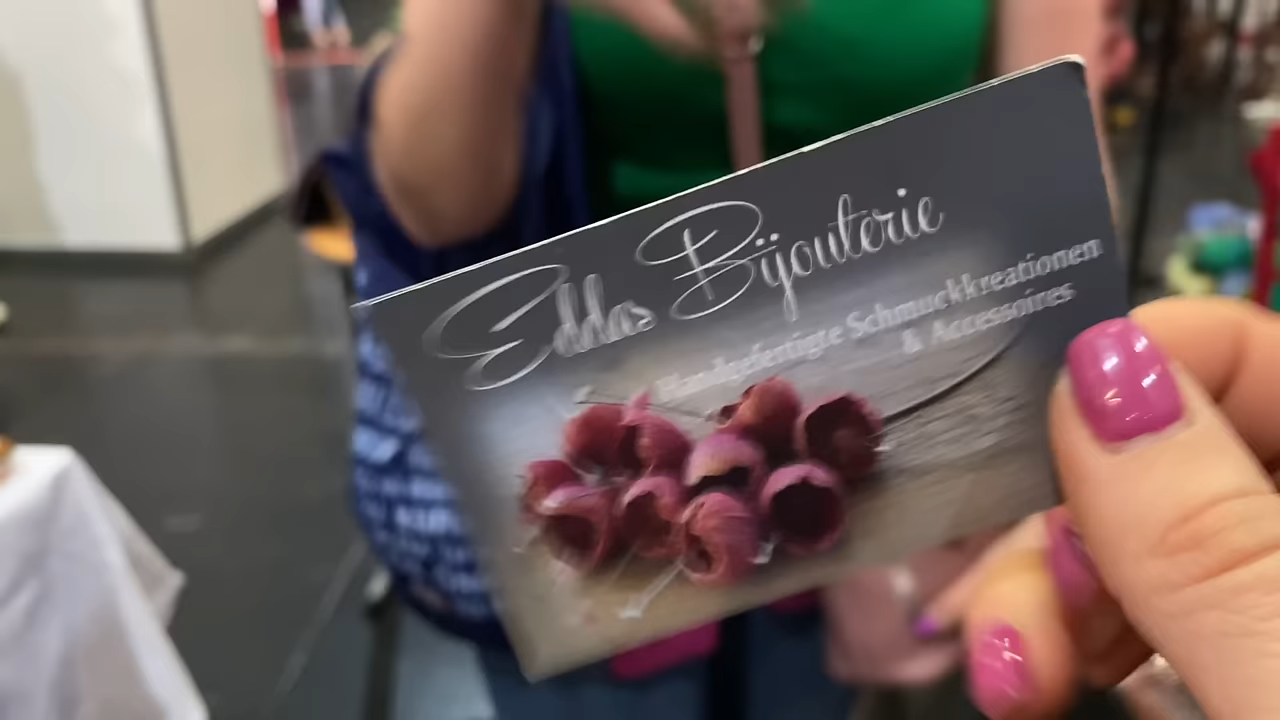 Eddas Bijouterie
Handgefertigte Schmuckkreationen
& Accessoires